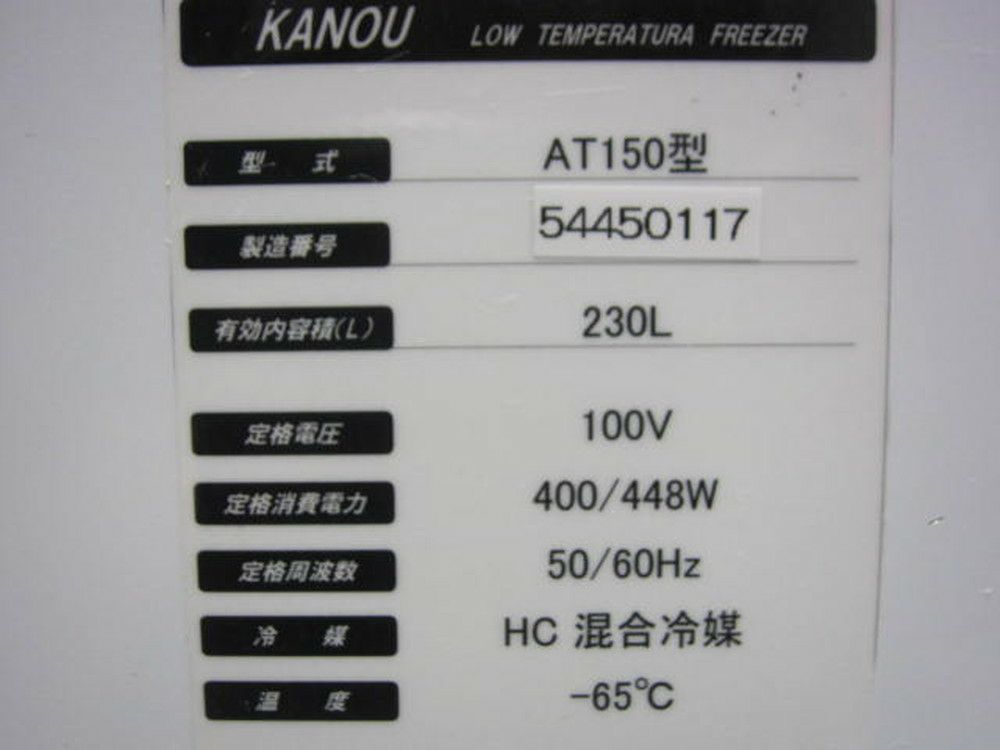 KANOU LOW TEMPERATURA FREEZER
型 式 AT150型
製造番号 54450117
有効内容積(L) 230L
定格電圧 100V
定格消費電力 400/448W
定格周波数 50/60Hz
冷 媒 HC 混合冷媒
温 度 -65℃